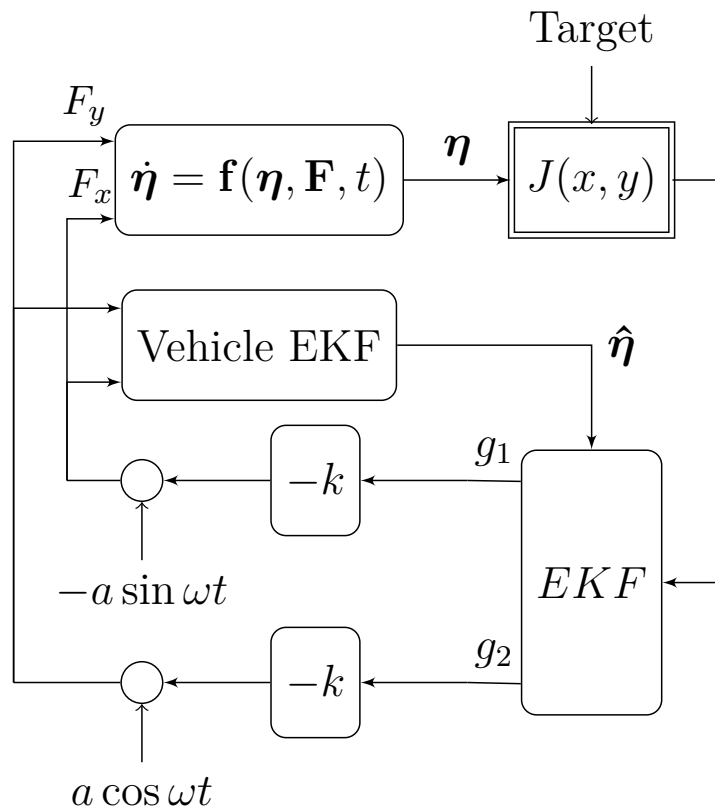 Target
F_y
η̇ = f(η, F, t)
η
J(x, y)
F_x
Vehicle EKF
η̂
−k
g_1
−a sin ωt
EKF
−k
g_2
a cos ωt